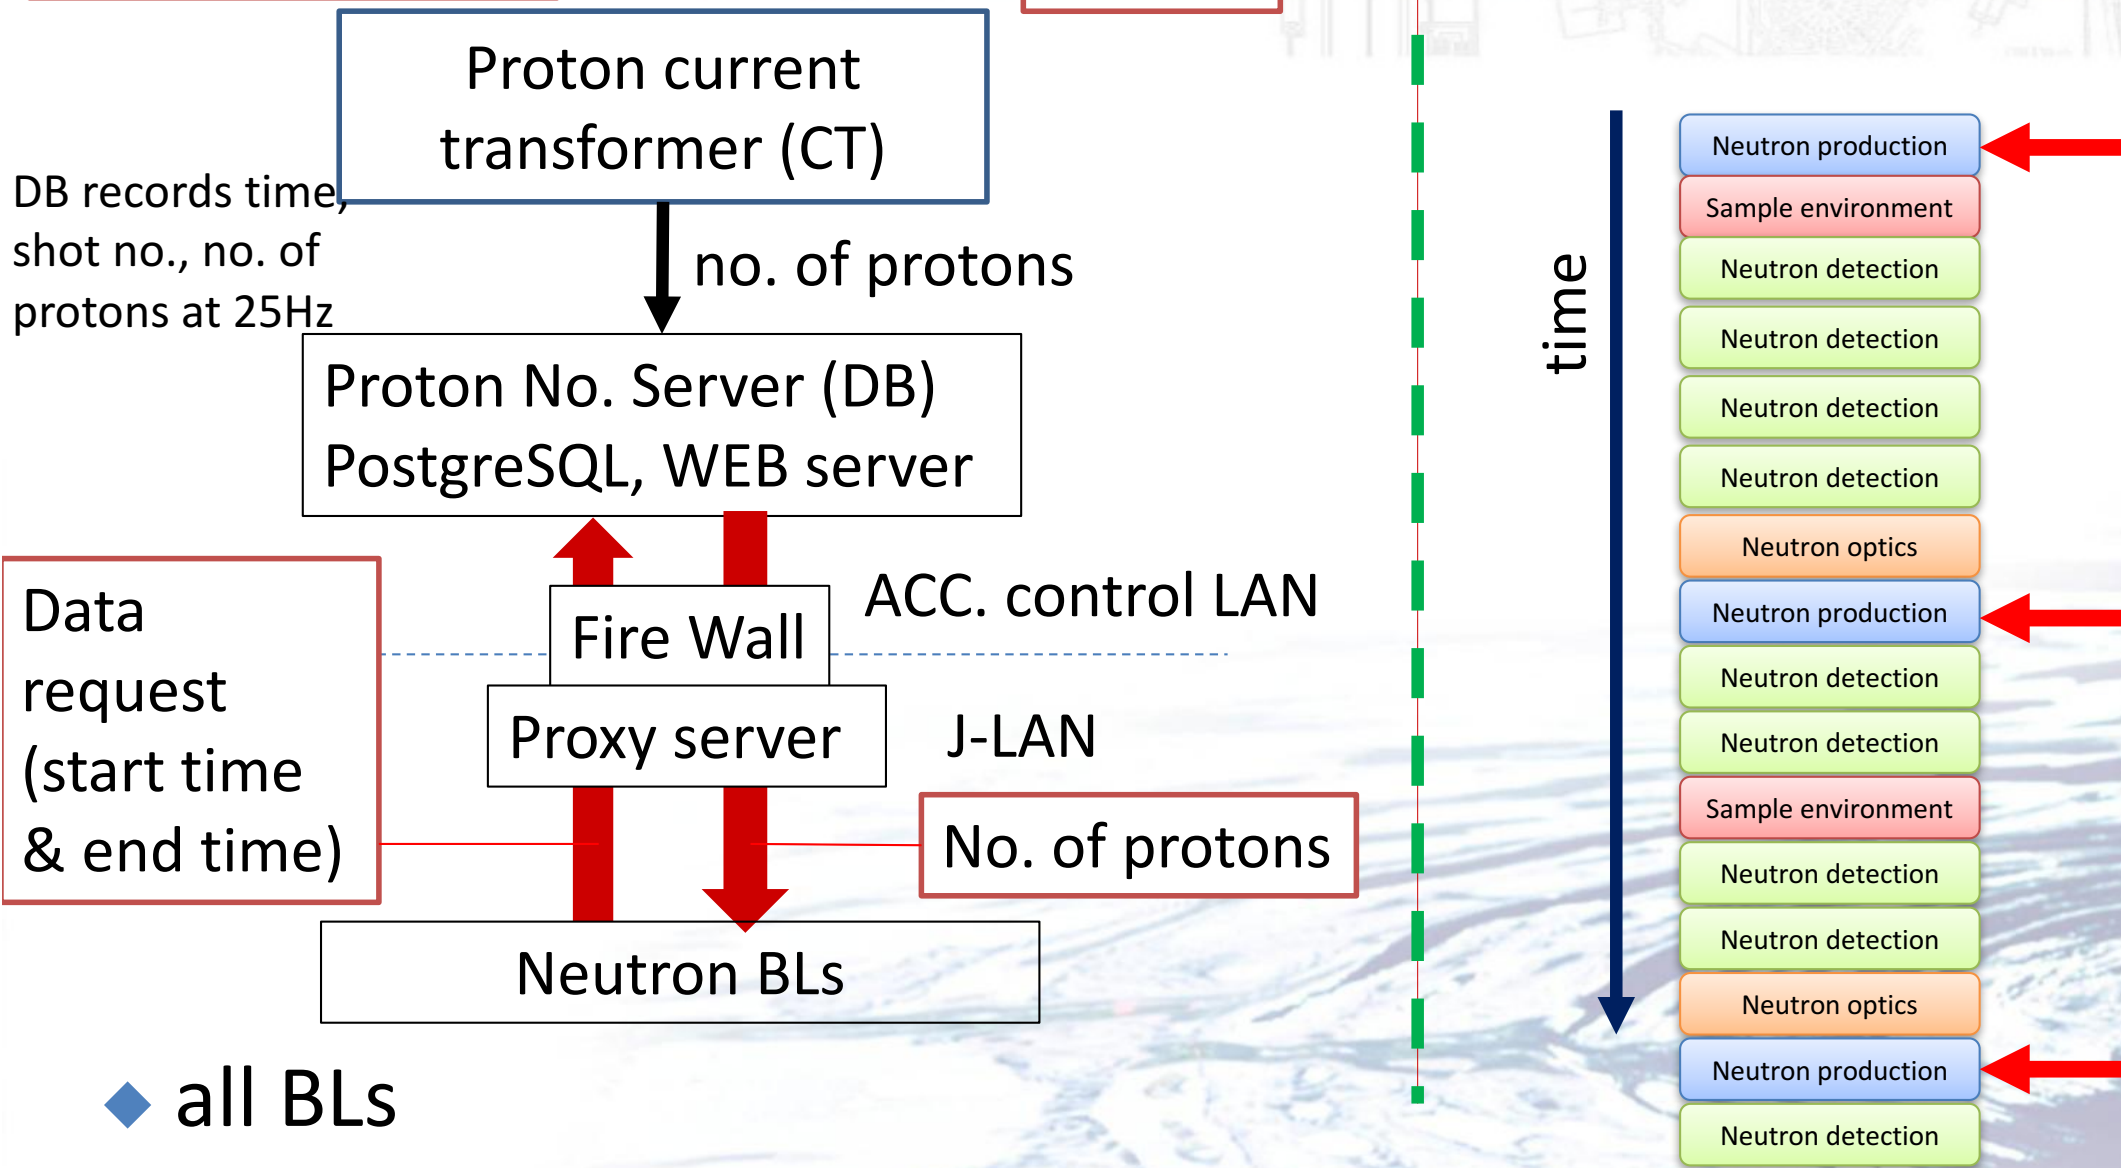 Proton current
transformer (CT)
DB records time,
shot no., no. of
protons at 25Hz
no. of protons
Proton No. Server (DB)
PostgreSQL, WEB server
Data
request
(start time
& end time)
Fire Wall
ACC. control LAN
Proxy server
J-LAN
No. of protons
Neutron BLs
all BLs
time
Neutron production
Sample environment
Neutron detection
Neutron detection
Neutron detection
Neutron detection
Neutron optics
Neutron production
Neutron detection
Neutron detection
Sample environment
Neutron detection
Neutron detection
Neutron optics
Neutron production
Neutron detection